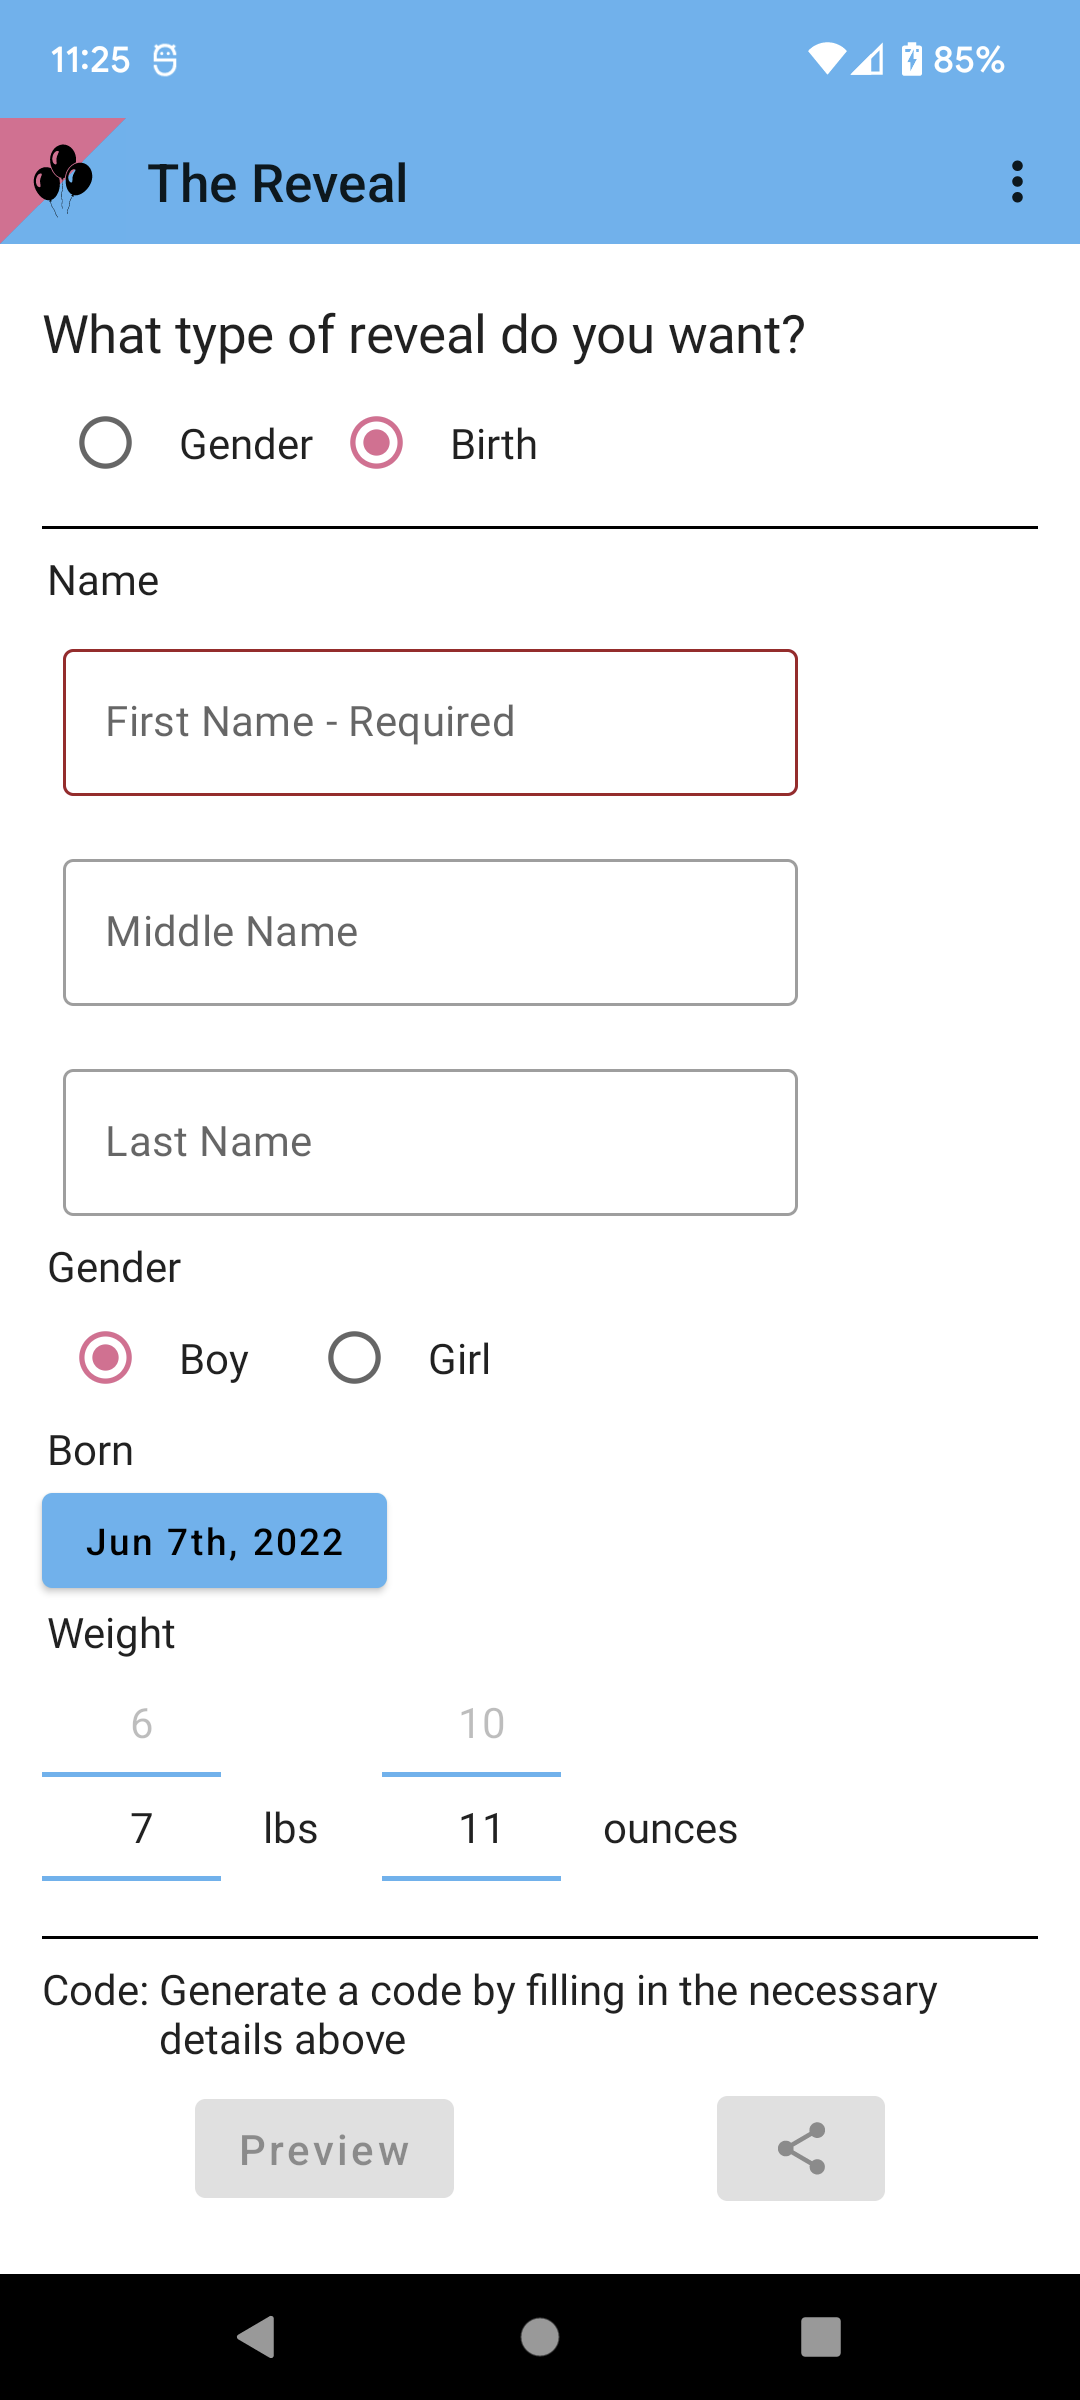 11:25
85%
The Reveal
What type of reveal do you want?
Gender Birth
Name
First Name - Required
Middle Name
Last Name
Gender
Boy Girl
Born
Jun 7th, 2022
Weight
6 10
7 lbs 11 ounces
Code: Generate a code by filling in the necessary
details above
Preview